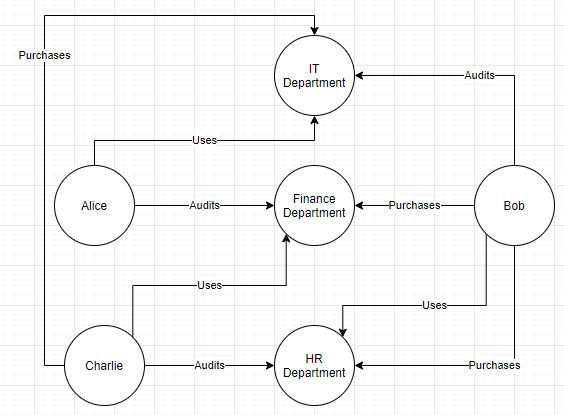 Purchases
IT
Department
Audits
Uses
Alice
Audits
Finance
Department
Purchases
Bob
Uses
Uses
Charlie
Audits
HR
Department
Purchases